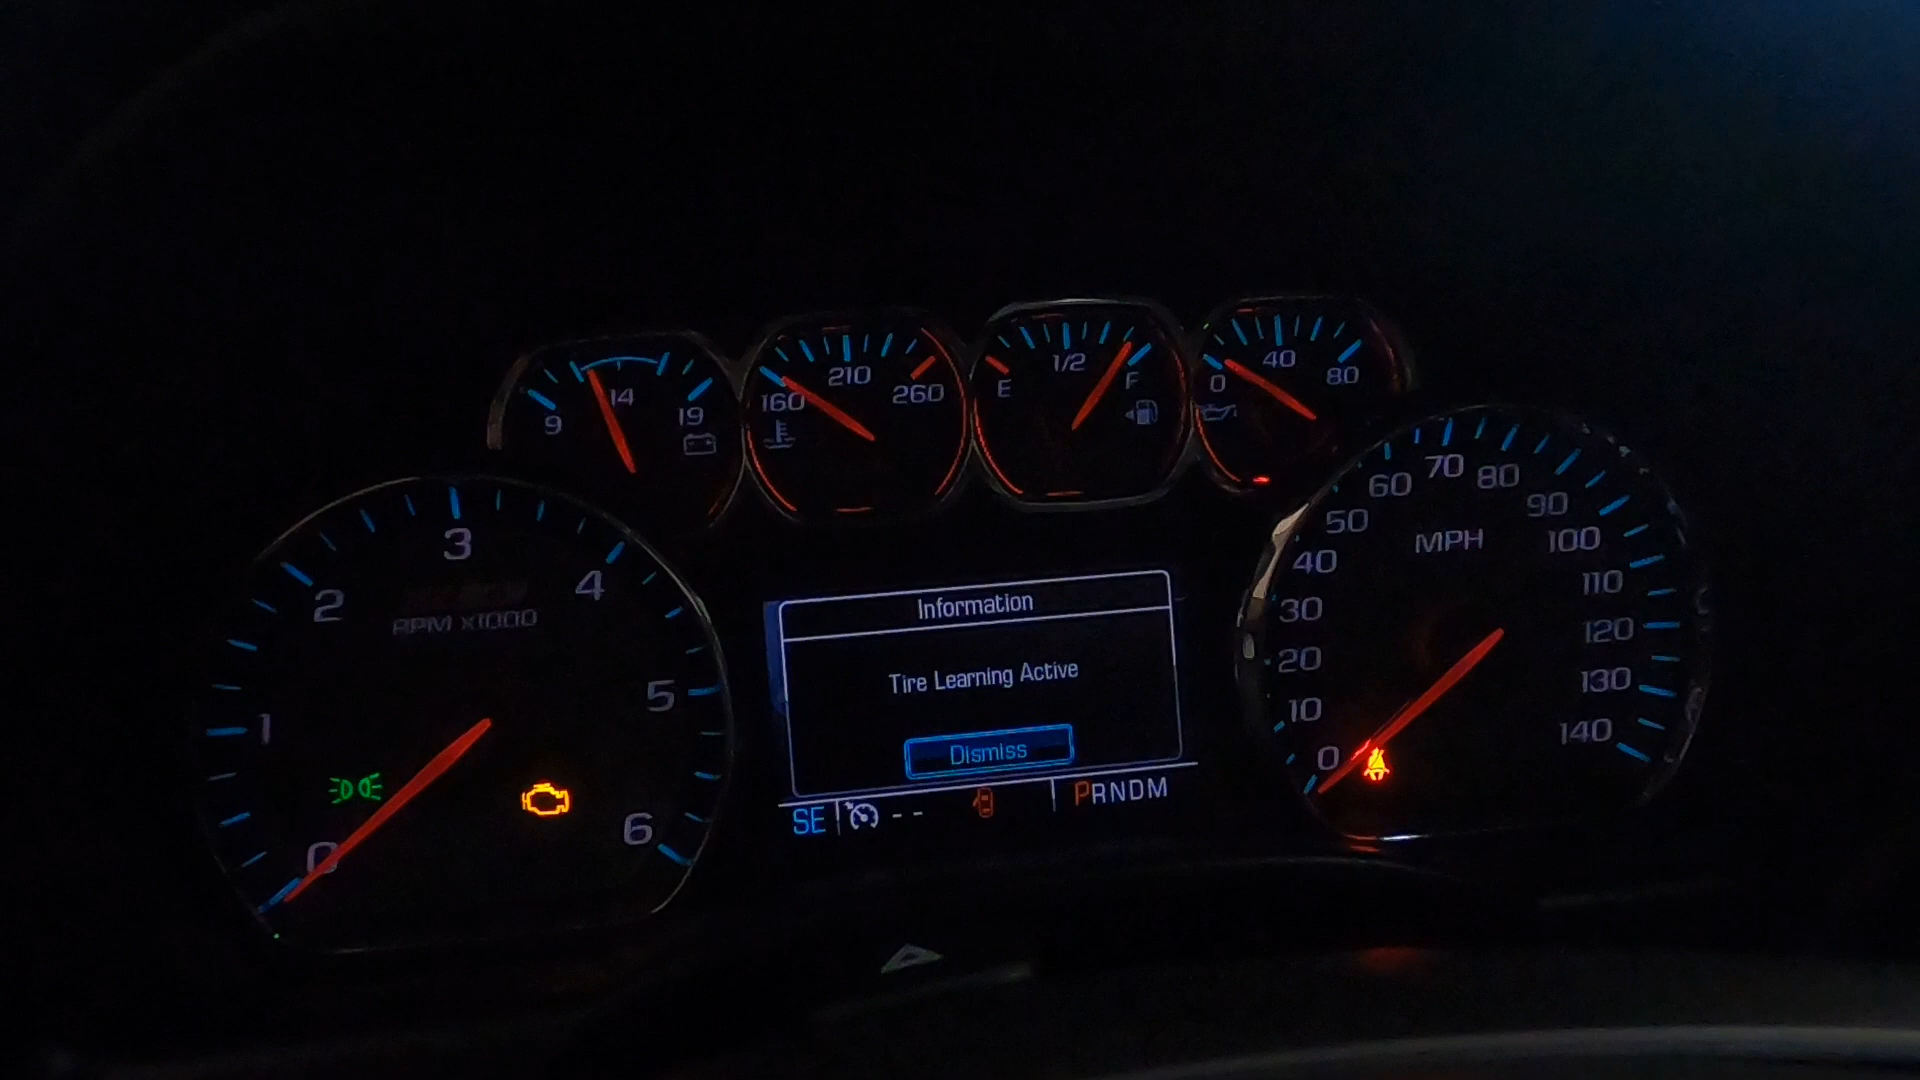 9 14 19
160 210 260
E 1/2 F
0 40 80
0 1 2 3 4 5 6
RPM x1000
Information
Tire Learning Active
Dismiss
SE -- PRNDM
0 10 20 30 40 50 60 70 80 90 100 110 120 130 140
MPH